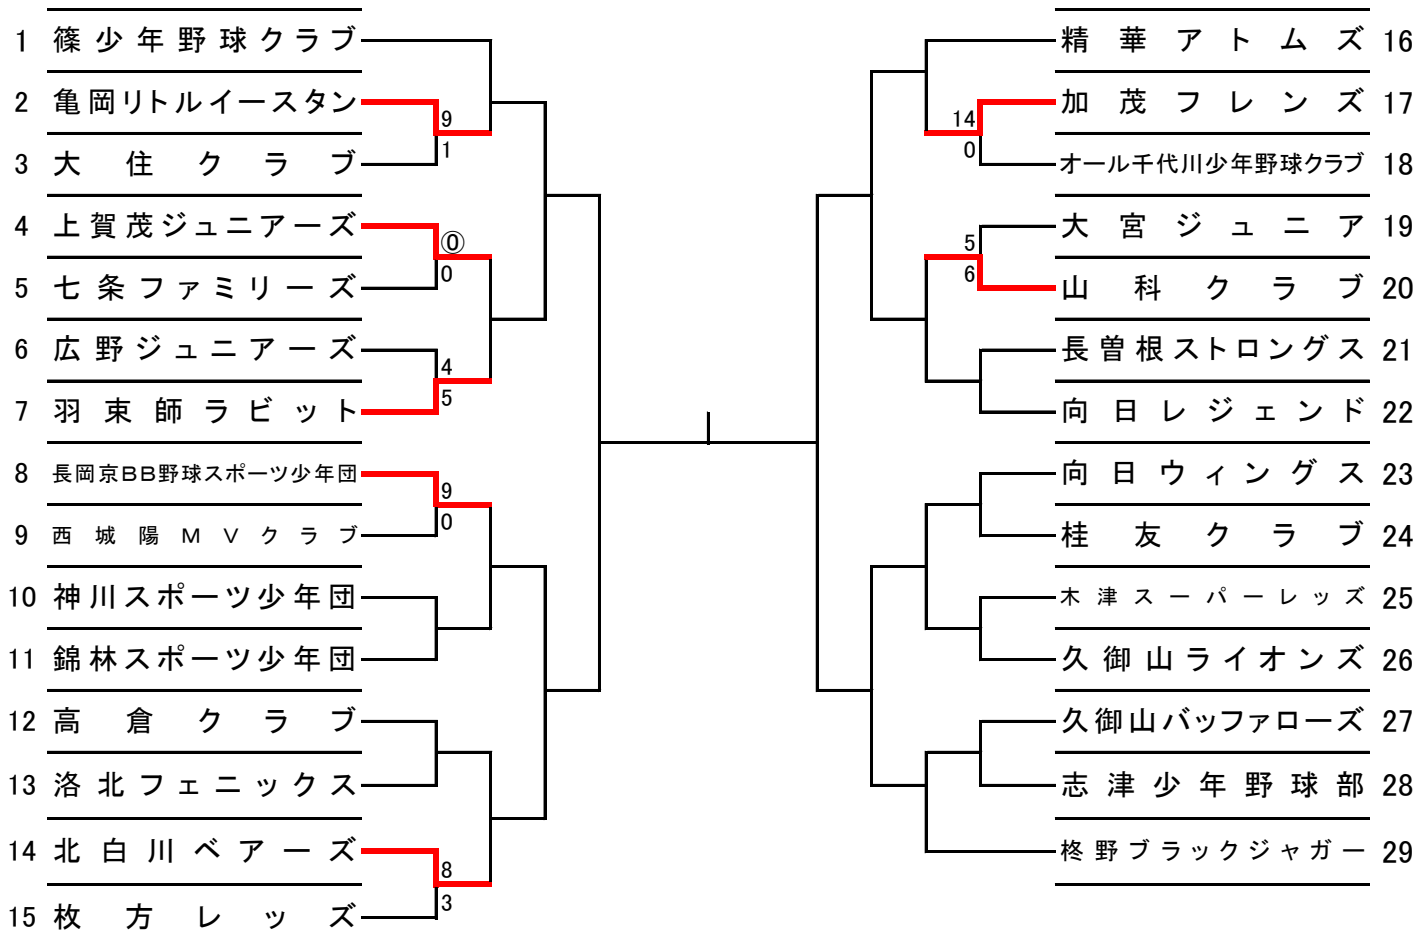 1 篠少年野球クラブ
2 亀岡リトルイースタン
9
1
3 大住クラブ
4 上賀茂ジュニアーズ
⓪
0
5 七条ファミリーズ
6 広野ジュニアーズ
4
5
7 羽束師ラビット
8 長岡京BB野球スポーツ少年団
9
0
9 西城陽MVクラブ
10 神川スポーツ少年団
11 錦林スポーツ少年団
12 高倉クラブ
13 洛北フェニックス
14 北白川ベアーズ
8
3
15 枚方レッズ
精華アトムズ 16
加茂フレンズ 17
14
0
オール千代川少年野球クラブ 18
大宮ジュニア 19
5
6
山科クラブ 20
長曽根ストロングス 21
向日レジェンド 22
向日ウィングス 23
桂友クラブ 24
木津スーパーレッズ 25
久御山ライオンズ 26
久御山バッファローズ 27
志津少年野球部 28
柊野ブラックジャガー 29